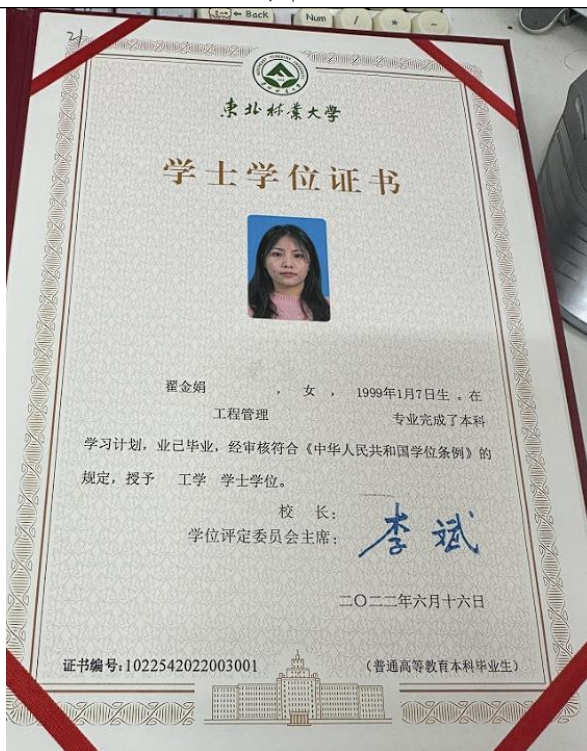 ← Back
Num
/
*
-
21
東北林業大学
学士学位证书
翟金娟 ， 女 ， 1999年1月7日生 。在
工程管理 专业完成了本科
学习计划，业已毕业，经审核符合《中华人民共和国学位条例》的
规定，授予 工学 学士学位。
校 长：
学位评定委员会主席：
李斌
二〇二二年六月十六日
证书编号：1022542022003001
（普通高等教育本科毕业生）